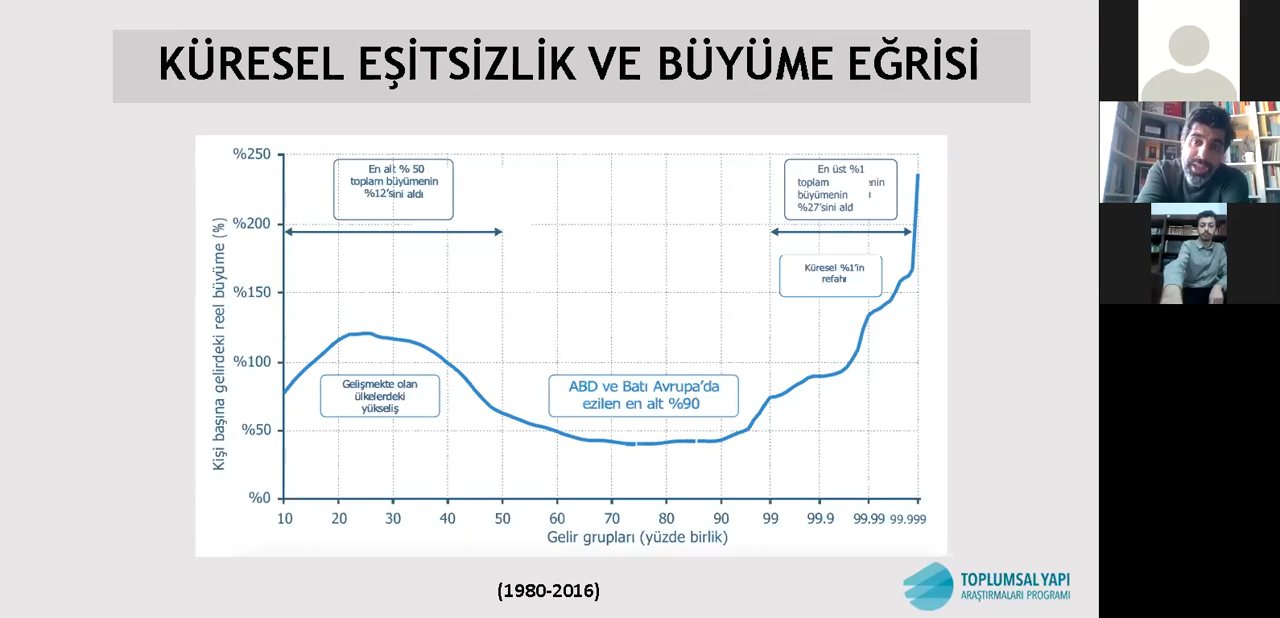 KÜRESEL EŞİTSİZLİK VE BÜYÜME EĞRİSİ
Kişi başına gelirdeki reel büyüme (%)
%250
%200
%150
%100
%50
%0
En alt % 50
toplam büyümenin
%12'sini aldı
En üst %1
toplam
büyümenin
%27'sini ald
Küresel %1'in
refahı
Gelişmekte olan
ülkelerdeki
yükseliş
ABD ve Batı Avrupa'da
ezilen en alt %90
10 20 30 40 50 60 70 80 90 99 99.9 99.99 99.999
Gelir grupları (yüzde birlik)
(1980-2016)
TOPLUMSAL YAPI
ARAŞTIRMALARI PROGRAMI